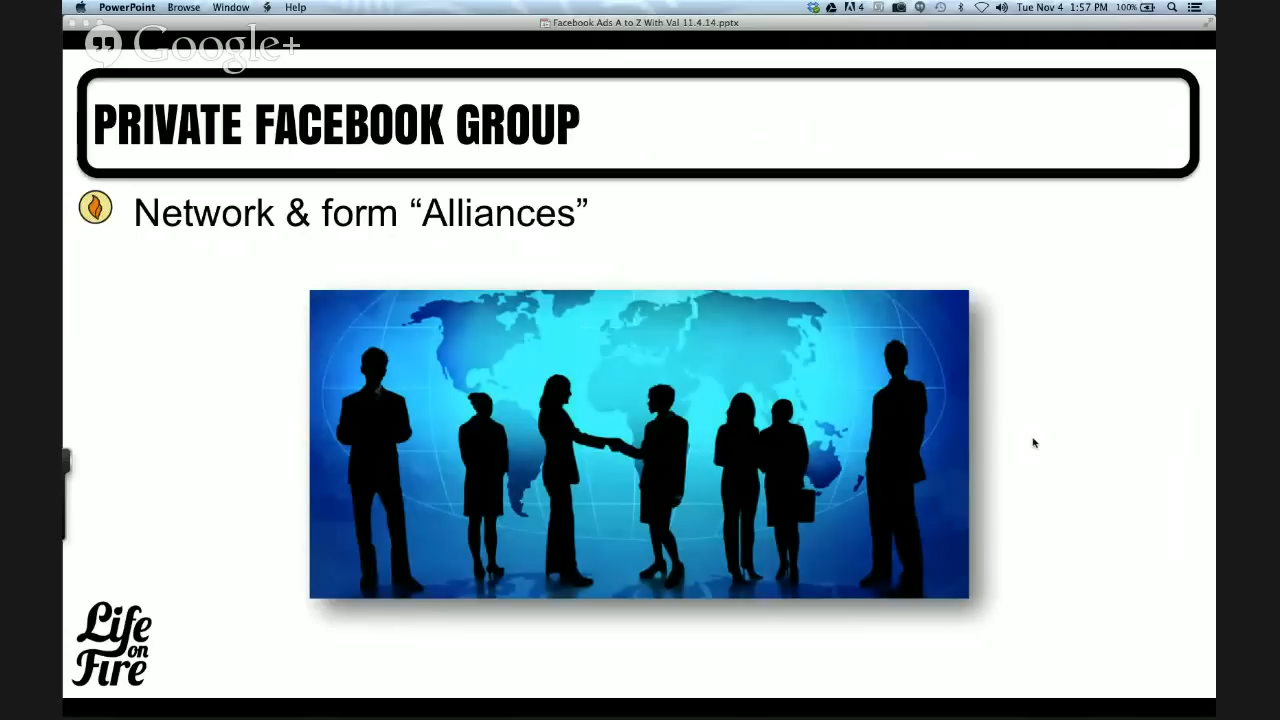 PowerPoint Browse Window Help
4
Tue Nov 4 1:57 PM 100%
Facebook Ads A to Z With Val 11.4.14.pptx
Google+
PRIVATE FACEBOOK GROUP
Network & form “Alliances”
Life
on
Fire